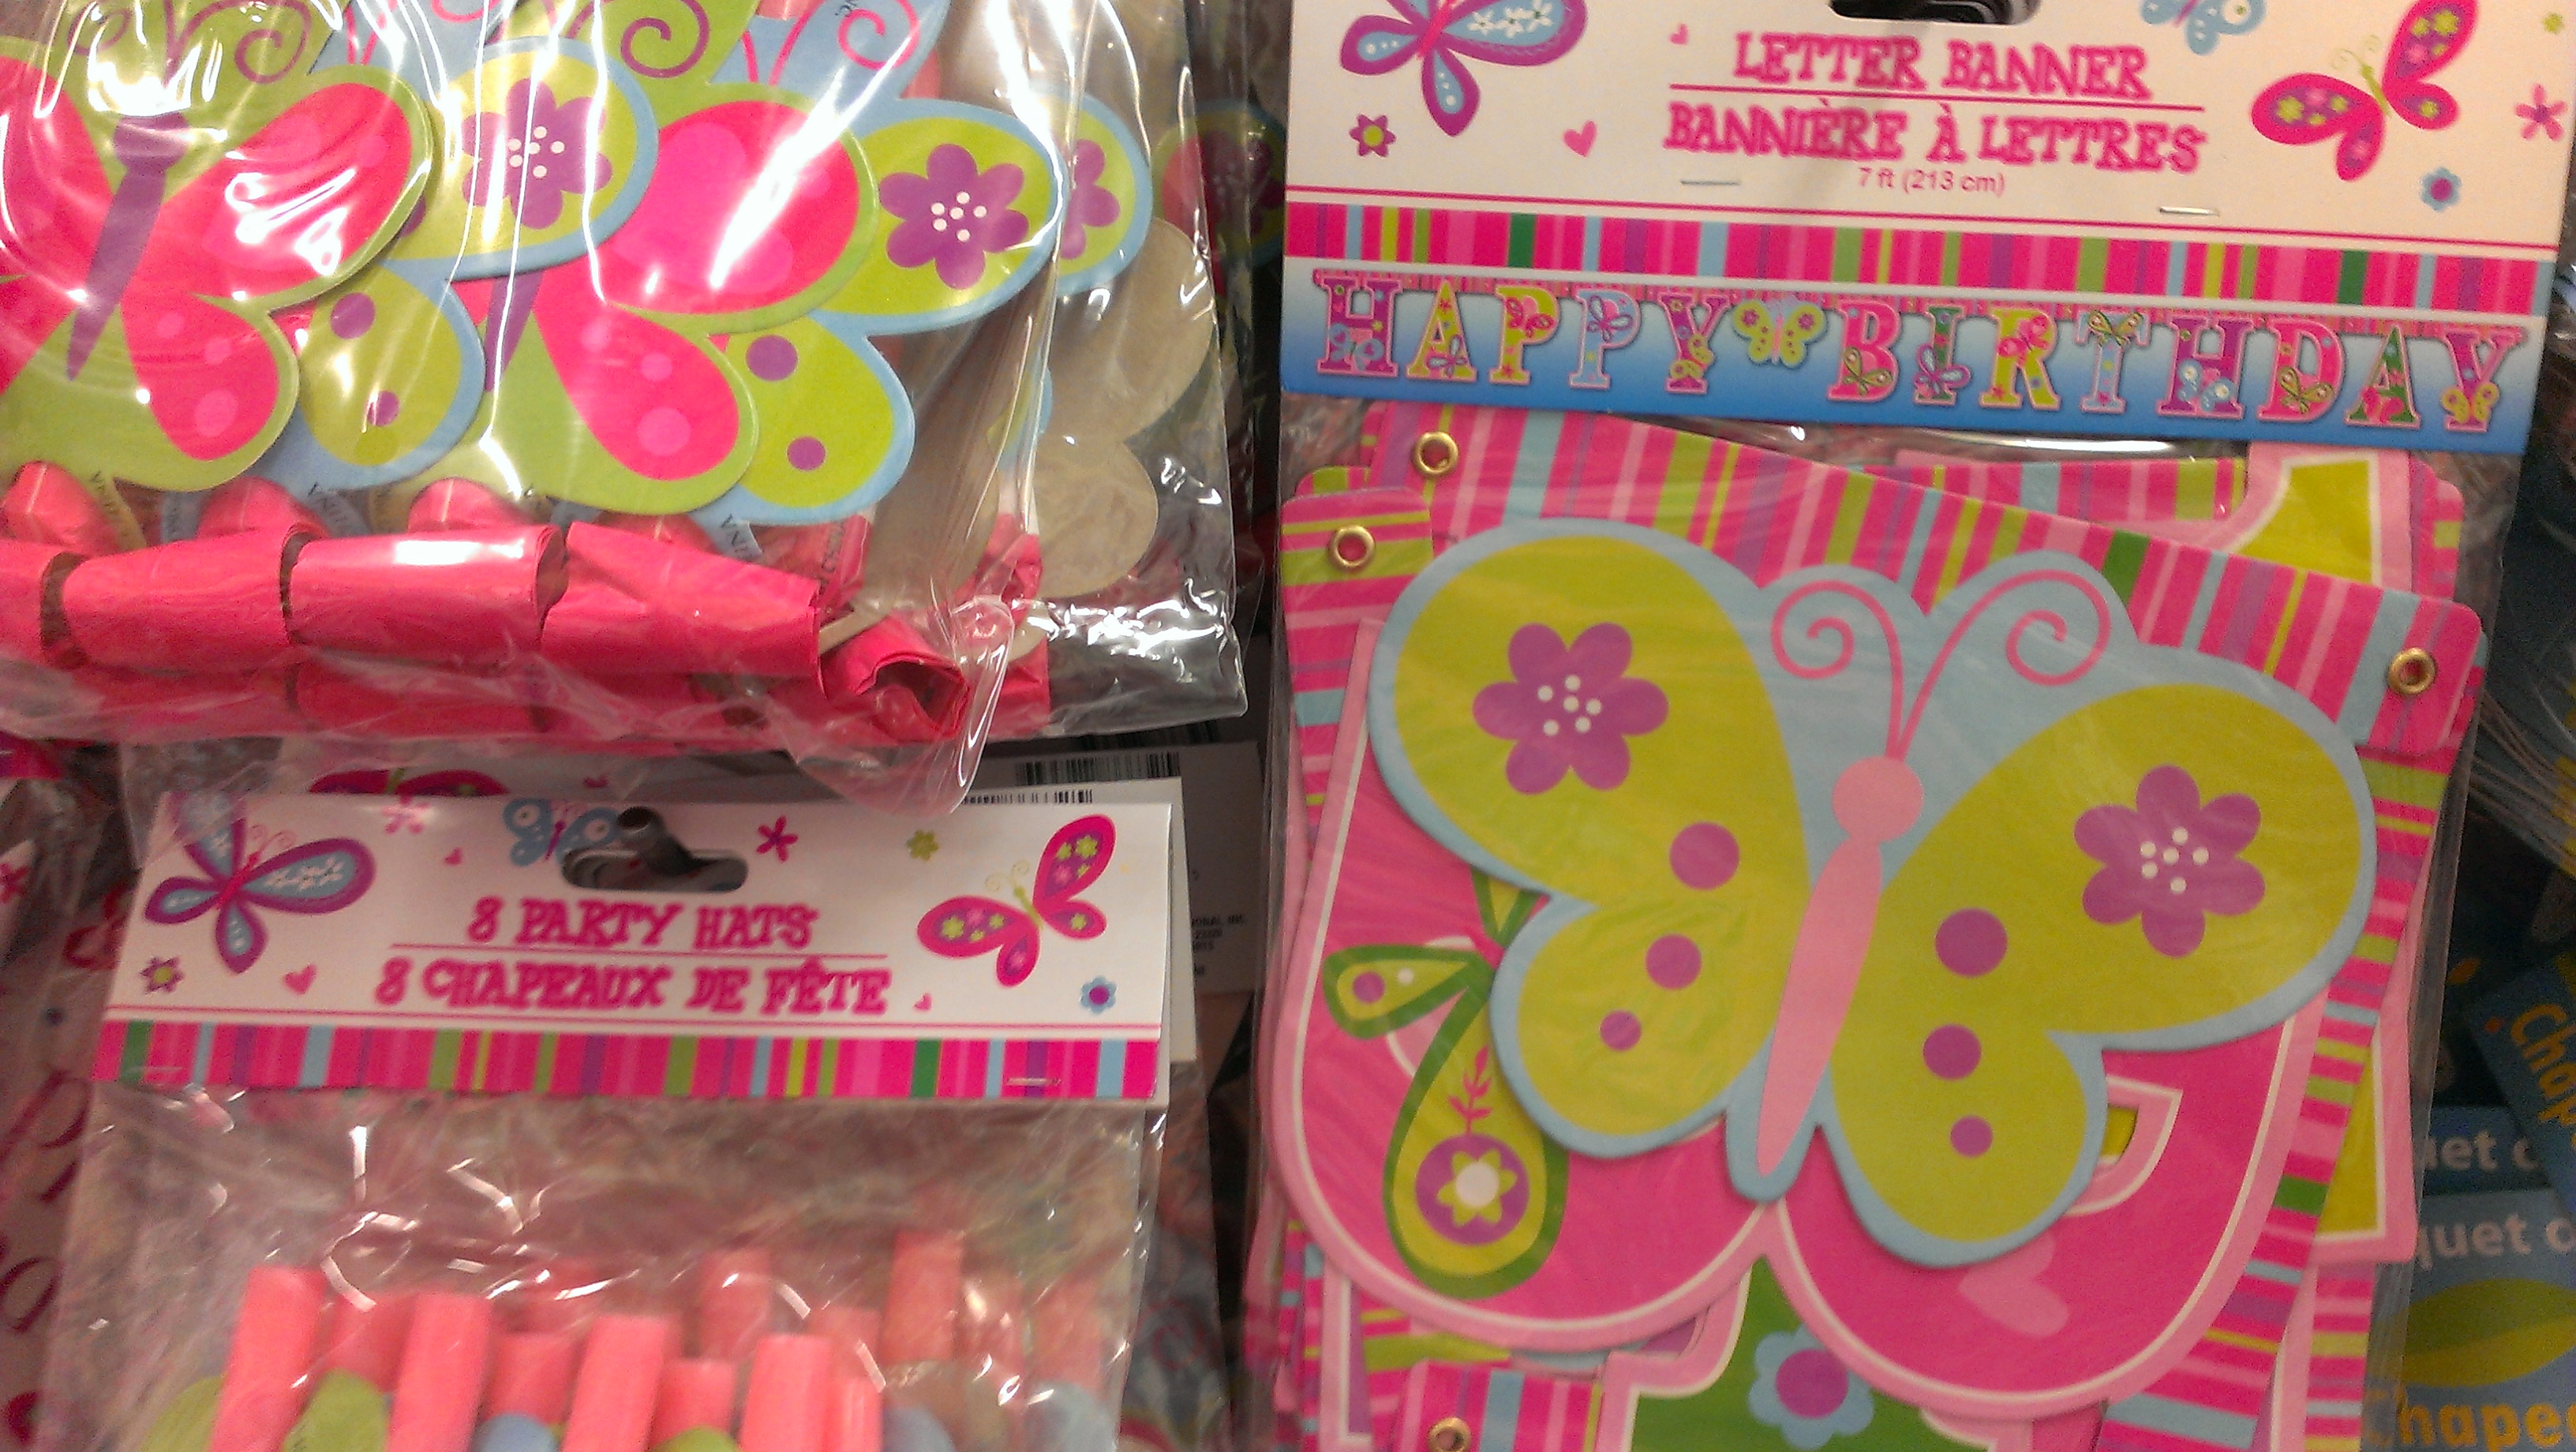 LETTER BANNER
BANNIÈRE À LETTRES
7 ft (213 cm)
HAPPY BIRTHDAY
8 PARTY HATS
8 CHAPEAUX DE FÊTE